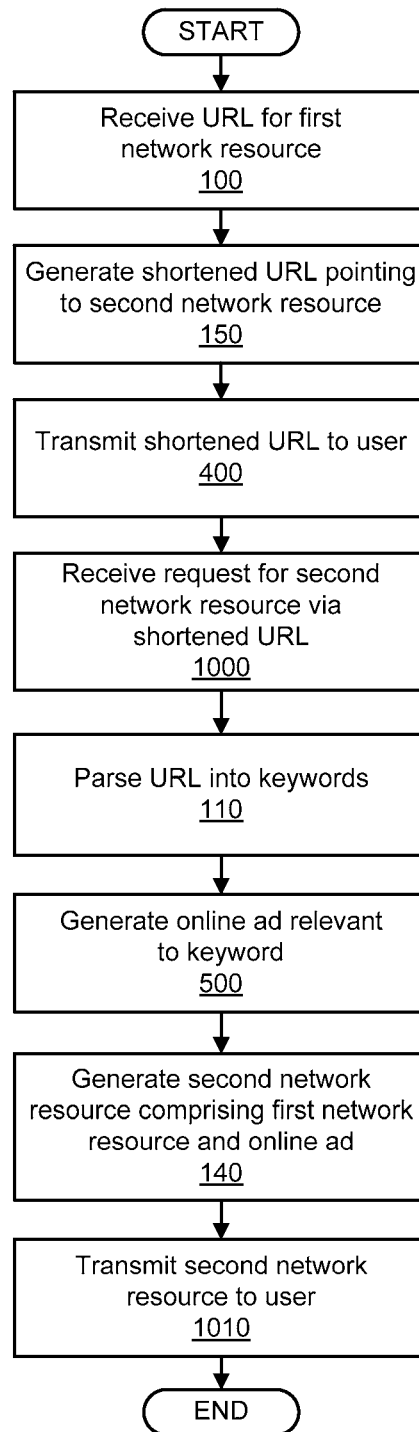 START
Receive URL for first
network resource
100
Generate shortened URL pointing
to second network resource
150
Transmit shortened URL to user
400
Receive request for second
network resource via
shortened URL
1000
Parse URL into keywords
110
Generate online ad relevant
to keyword
500
Generate second network
resource comprising first network
resource and online ad
140
Transmit second network
resource to user
1010
END